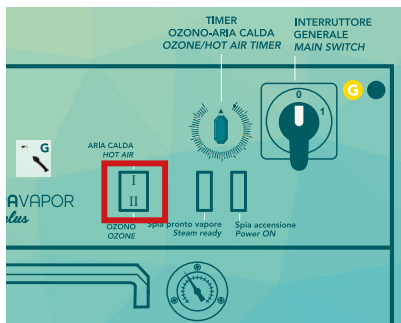 TIMER
OZONO-ARIA CALDA
OZONE/HOT AIR TIMER
INTERRUTTORE
GENERALE
MAIN SWITCH
0
1
G
G
ARIA CALDA
HOT AIR
I
II
AVAPOR
plus
OZONO
OZONE
Spia pronto vapore
Steam ready
Spia accensione
Power ON